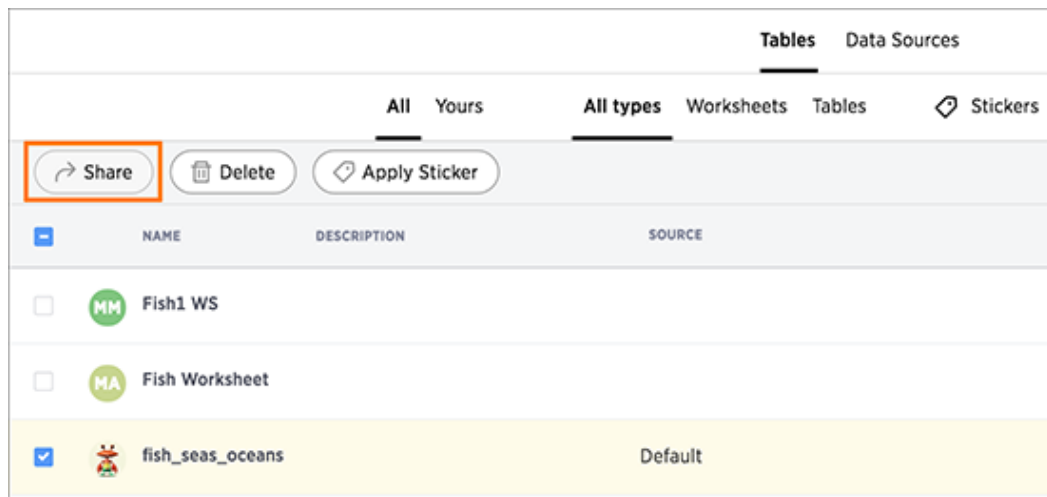 Tables Data Sources
All Yours All types Worksheets Tables Stickers
Share Delete Apply Sticker
NAME DESCRIPTION SOURCE
MM Fish1 WS
MA Fish Worksheet
fish_seas_oceans Default